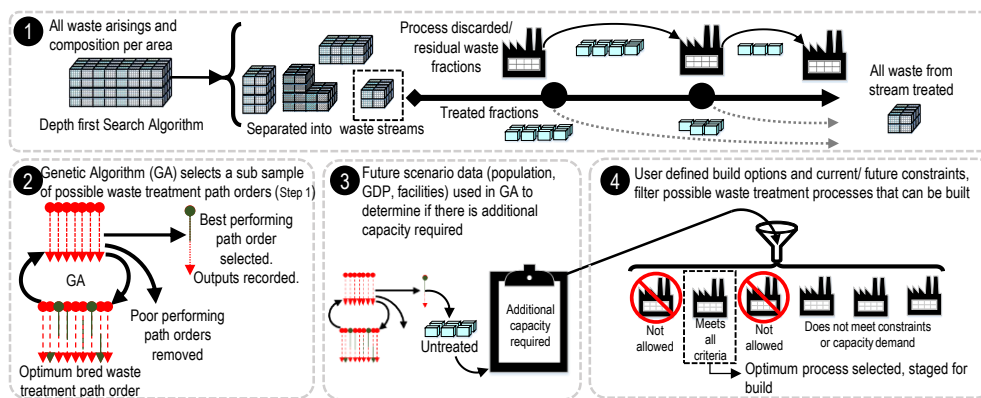 1
All waste arisings and
composition per area
Depth first Search Algorithm
Separated into waste streams
Process discarded/
residual waste
fractions
Treated fractions
All waste from
stream treated
2
Genetic Algorithm (GA) selects a sub sample
of possible waste treatment path orders (Step 1)
GA
Best performing
path order
selected.
Outputs recorded.
Poor performing
path orders
removed
Optimum bred waste
treatment path order
3
Future scenario data (population,
GDP, facilities) used in GA to
determine if there is additional
capacity required
Untreated
Additional
capacity
required
4
User defined build options and current/ future constraints,
filter possible waste treatment processes that can be built
Not
allowed
Meets
all
criteria
Not
allowed
Does not meet constraints
or capacity demand
Optimum process selected, staged for
build